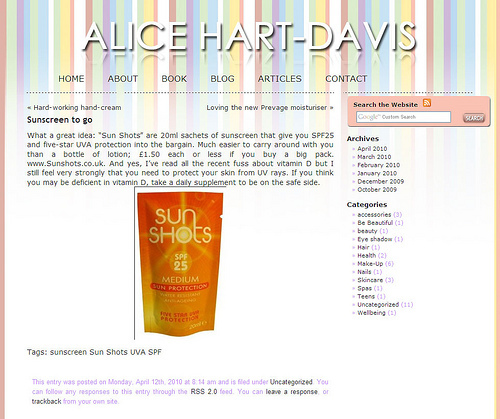 ALICE HART-DAVIS
HOME ABOUT BOOK BLOG ARTICLES CONTACT
« Hard-working hand-cream Loving the new Prevage moisturiser »
Sunscreen to go
What a great idea: "Sun Shots" are 20ml sachets of sunscreen that give you SPF25
and five-star UVA protection into the bargain. Much easier to carry around with you
than a bottle of lotion; £1.50 each or less if you buy a big pack.
www.Sunshots.co.uk. And yes, I've read all the recent fuss about vitamin D but I
still feel very strongly that you need to protect your skin from UV rays. If you think
you may be deficient in vitamin D, take a daily supplement to be on the safe side.
sun
SHOTS
SPF
25
MEDIUM
SUN PROTECTION
WATER RESISTANT
FIVE STAR UVA
PROTECTION
20ml e
Tags: sunscreen Sun Shots UVA SPF
This entry was posted on Monday, April 12th, 2010 at 8:14 am and is filed under Uncategorized. You
can follow any responses to this entry through the RSS 2.0 feed. You can leave a response, or
trackback from your own site.
Search the Website
Google™ Custom Search SEARCH
Archives
» April 2010
» March 2010
» February 2010
» January 2010
» December 2009
» October 2009
Categories
» accessories (3)
» Be Beautiful (1)
» beauty (1)
» Eye shadow (1)
» Hair (1)
» Health (2)
» Make-Up (6)
» Nails (1)
» Skincare (3)
» Spas (1)
» Teens (1)
» Uncategorized (11)
» Wellbeing (1)